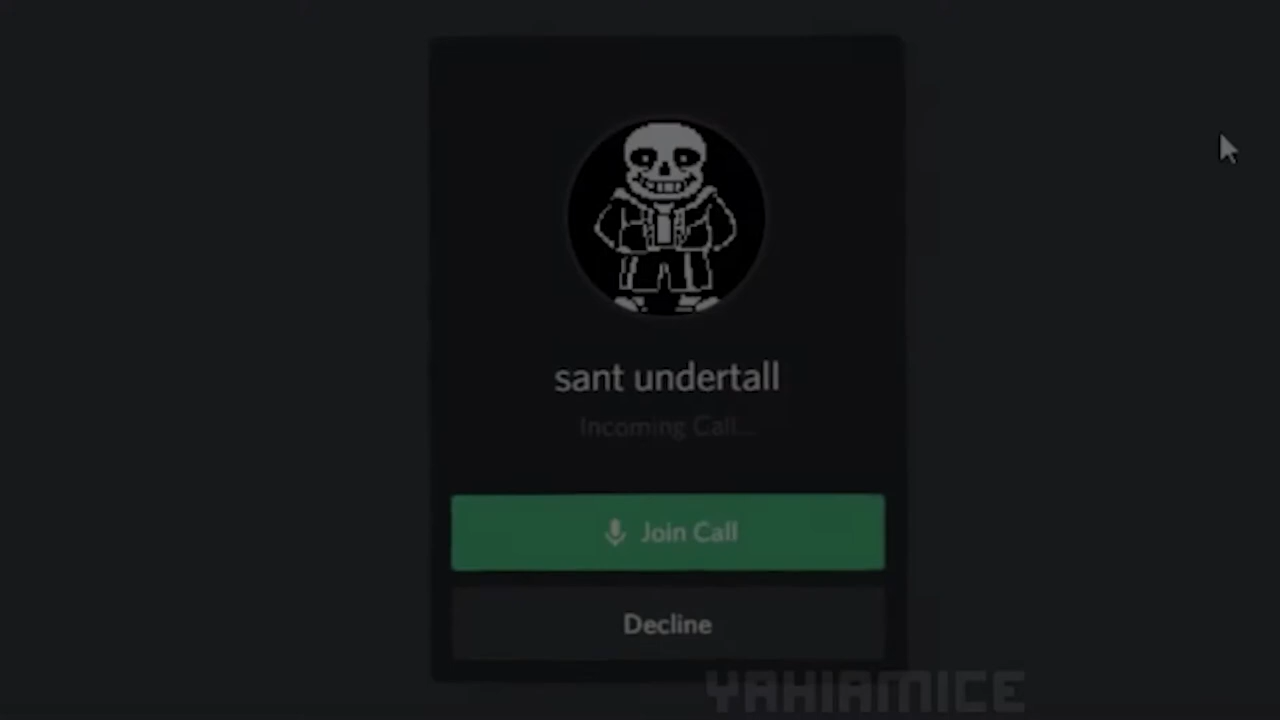 sant undertall
Incoming Call...
Join Call
Decline
YAHIAMICE